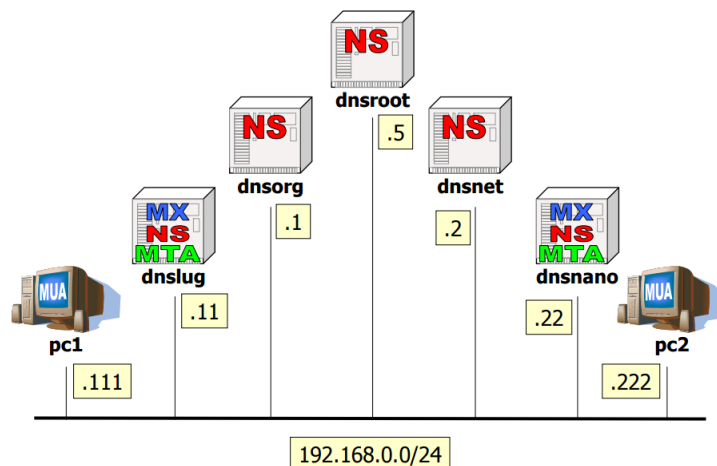 NS
dnsroot
.5
NS
dnsorg
.1
NS
dnsnet
.2
MX
NS
MTA
dnslug
.11
MX
NS
MTA
dnsnano
.22
MUA
pc1
.111
MUA
pc2
.222
192.168.0.0/24